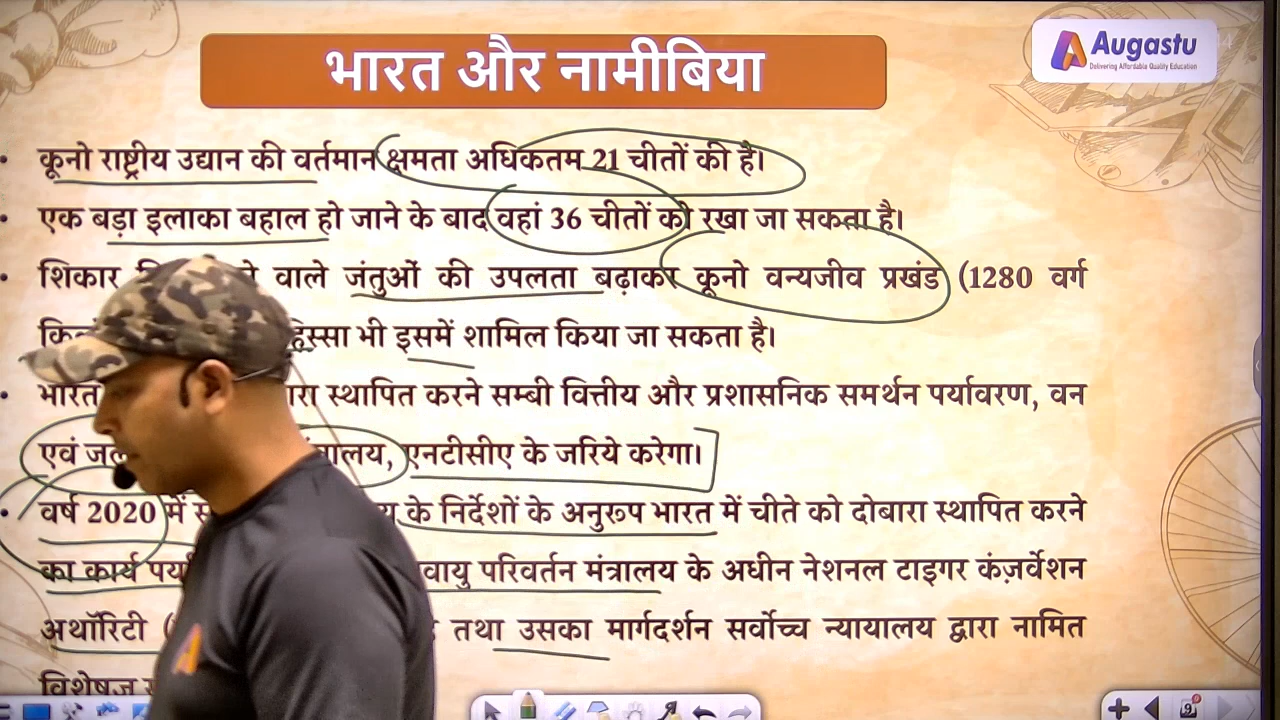 भारत और नामीबिया
Augastu
Delivering Affordable Quality Education
• कूनो राष्ट्रीय उद्यान की वर्तमान क्षमता अधिकतम 21 चीतों की है।
• एक बड़ा इलाका बहाल हो जाने के बाद वहां 36 चीतों को रखा जा सकता है।
• शिकार वाले जंतुओं की उपलता बढ़ाकर कूनो वन्यजीव प्रखंड (1280 वर्ग
हिस्सा भी इसमें शामिल किया जा सकता है।
• भारत स्थापित करने सम्बी वित्तीय और प्रशासनिक समर्थन पर्यावरण, वन
एवं एनटीसीए के जरिये करेगा।
• वर्ष 2020 में के निर्देशों के अनुरूप भारत में चीते को दोबारा स्थापित करने
का कार्य परिवर्तन मंत्रालय के अधीन नेशनल टाइगर कंज़र्वेशन
अथॉरिटी ( तथा उसका मार्गदर्शन सर्वोच्च न्यायालय द्वारा नामित